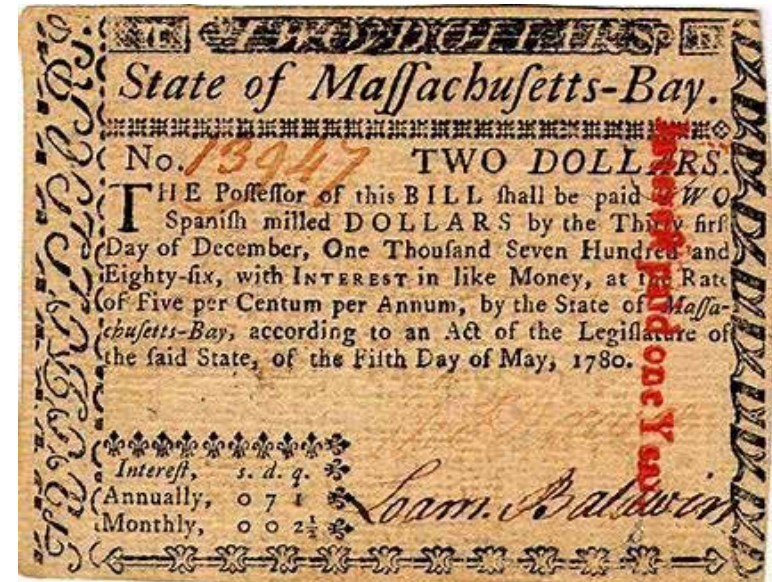 TWO DOLLARS
State of Maſſachuſetts-Bay.
No. 13947 TWO DOLLARS.
THE Poſſeſſor of this BILL ſhall be paid TWO
Spaniſh milled DOLLARS by the Thirty firſt
Day of December, One Thouſand Seven Hundred and
Eighty-ſix, with INTEREST in like Money, at the Rate
of Five per Centum per Annum, by the State of Maſſa-
chuſetts-Bay, according to an Act of the Legiſlature of
the ſaid State, of the Fifth Day of May, 1780.
Intereſt, s. d. q.
Annually, 0 7 1
Monthly, 0 0 2½
Loam. Baldwin
Intereſt paid one Year